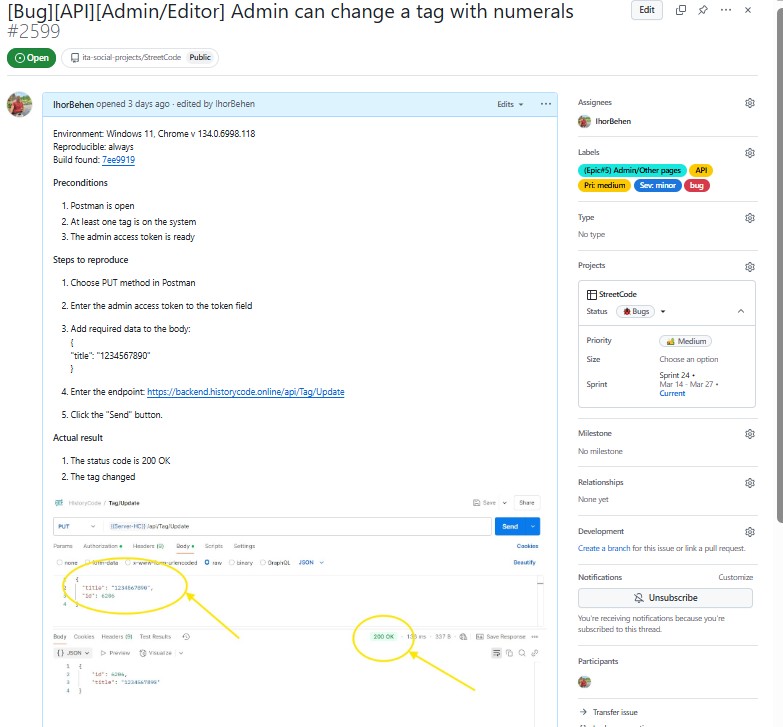 [Bug][API][Admin/Editor] Admin can change a tag with numerals
#2599
Edit
Open
ita-social-projects/StreetCode Public
IhorBehen opened 3 days ago · edited by IhorBehen
Edits
Environment: Windows 11, Chrome v 134.0.6998.118
Reproducible: always
Build found: 7ee9919
Preconditions
1. Postman is open
2. At least one tag is on the system
3. The admin access token is ready
Steps to reproduce
1. Choose PUT method in Postman
2. Enter the admin access token to the token field
3. Add required data to the body:
{
"title": "1234567890"
}
4. Enter the endpoint: https://backend.historycode.online/api/Tag/Update
5. Click the "Send" button.
Actual result
1. The status code is 200 OK
2. The tag changed
HistoryCode / Tag/Update
Save
Share
PUT
{{Server-HC}} /api/Tag/Update
Send
Params Authorization Headers (9) Body Scripts Settings
Cookies
none form-data x-www-form-urlencoded raw binary GraphQL JSON
Beautify
{
"title": "1234567890",
"id": 6206
4
Body Cookies Headers (9) Test Results
200 OK
337 B
Save Response
{} JSON Preview Visualize
1 {
2 "id": 6206,
3 "title": "1234567890"
4 }
Assignees
IhorBehen
Labels
(Epic#5) Admin/Other pages API
Pri: medium Sev: minor bug
Type
No type
Projects
StreetCode
Status Bugs
Priority Medium
Size Choose an option
Sprint Sprint 24 •
Mar 14 - Mar 27 •
Current
Milestone
No milestone
Relationships
None yet
Development
Create a branch for this issue or link a pull request.
Notifications Customize
Unsubscribe
You're receiving notifications because you're
subscribed to this thread.
Participants
Transfer issue